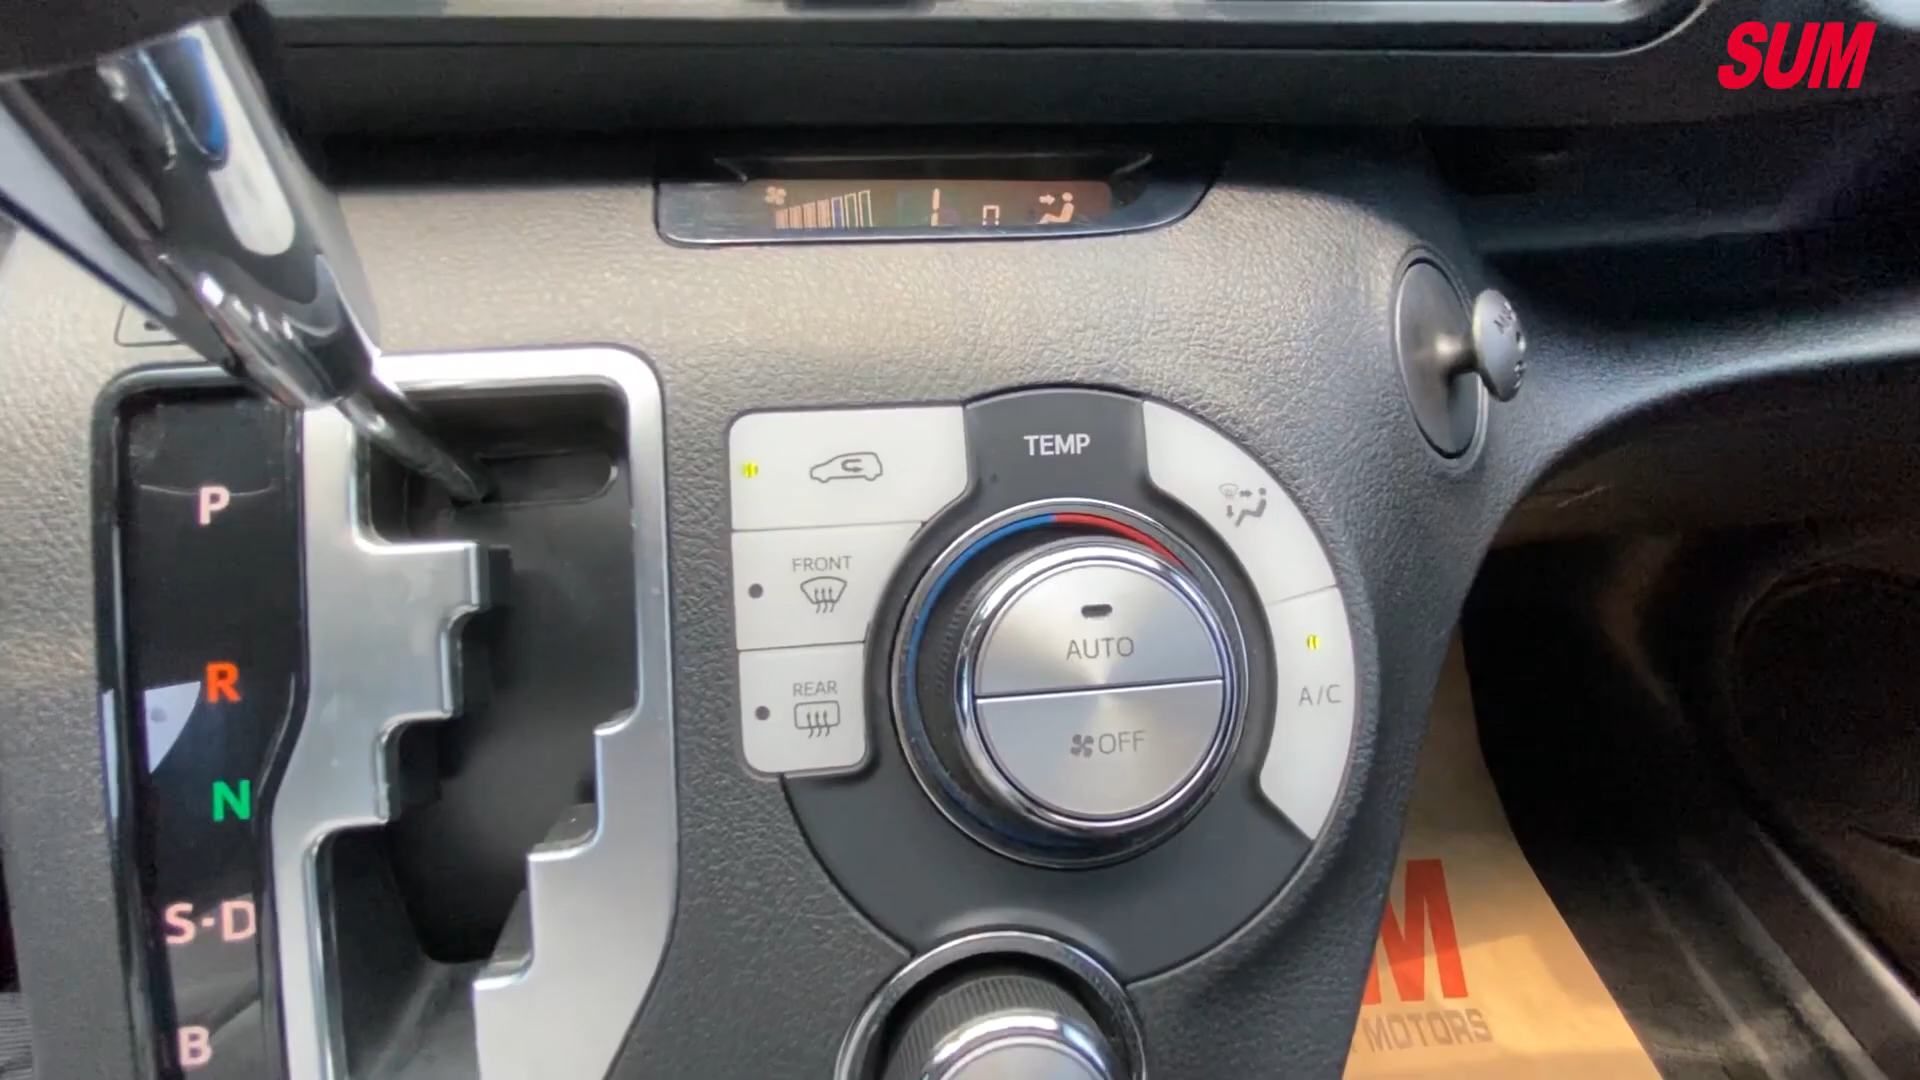 SUM
TEMP
FRONT
AUTO
REAR
A/C
OFF
P
R
N
S-D
B
M
MOTORS